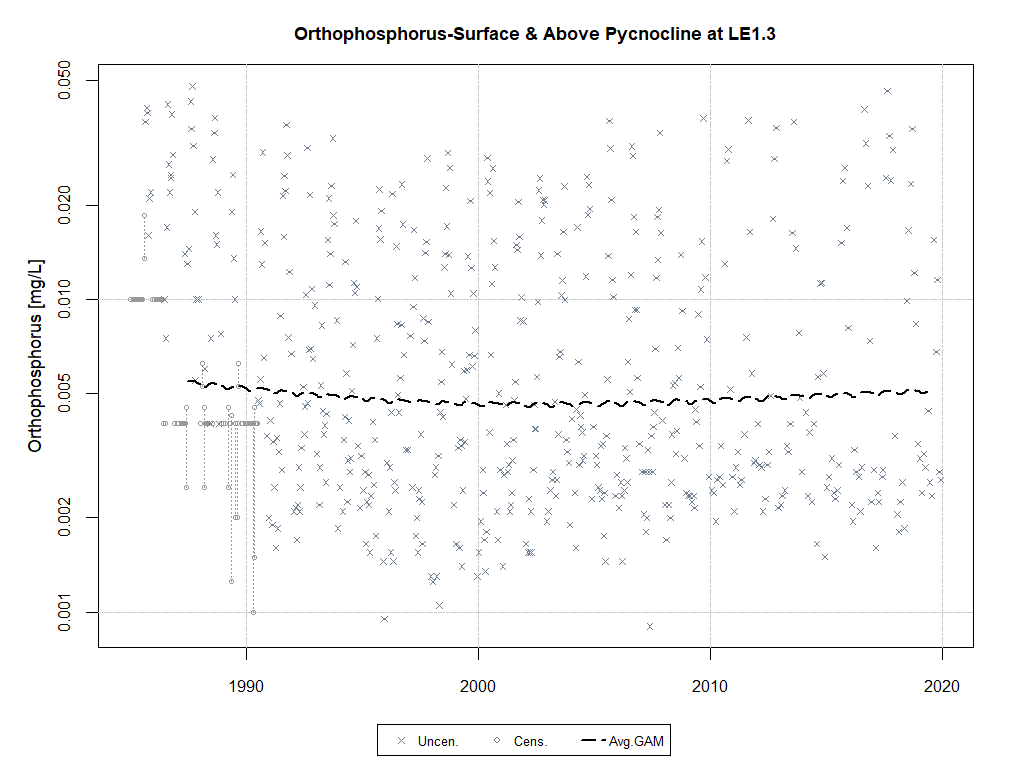 Orthophosphorus-Surface & Above Pycnocline at LE1.3
Orthophosphorus [mg/L]
0.050
0.020
0.010
0.005
0.002
0.001
1990 2000 2010 2020
Uncen. Cens. Avg.GAM